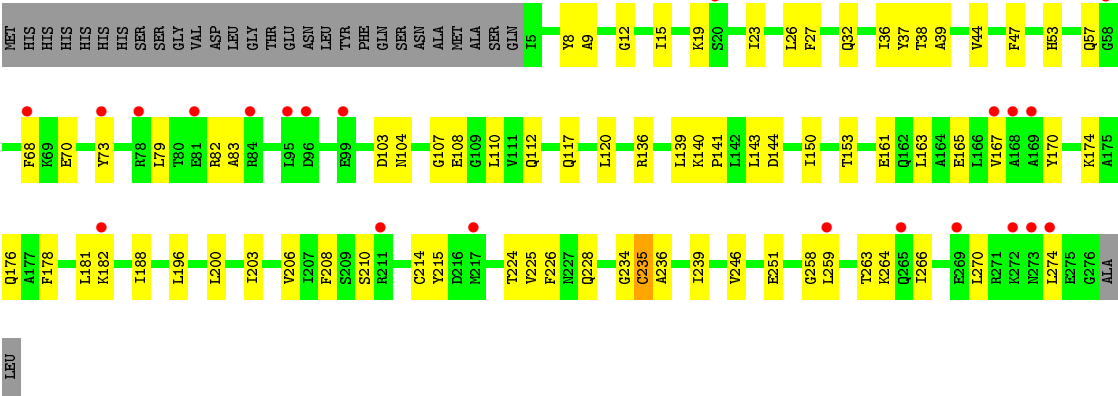 MET HIS HIS HIS HIS HIS HIS SER SER GLY VAL ASP LEU GLY THR GLU ASN LEU TYR PHE GLN SER ASN ALA MET ALA SER GLN I5 Y8 A9 G12 I15 K19 S20 I23 L26 F27 Q32 I36 Y37 T38 A39 V44 F47 H53 Q57 G58
F68 K69 E70 Y73 R78 L79 T80 E81 R82 A83 R84 L95 D96 E99 D103 N104 G107 E108 G109 L110 V111 Q112 Q117 L120 R136 L139 K140 P141 L142 L143 D144 I150 T153 E161 Q162 L163 A164 E165 L166 V167 A168 A169 Y170 K174 A175
Q176 A177 F178 L181 K182 I188 L196 L200 I203 V206 I207 F208 S209 S210 R211 C214 Y215 D216 M217 T224 V225 F226 N227 Q228 G234 C235 A236 I239 V246 E251 G258 L259 T263 K264 Q265 I266 E269 L270 R271 K272 N273 L274 E275 G276 ALA
LEU